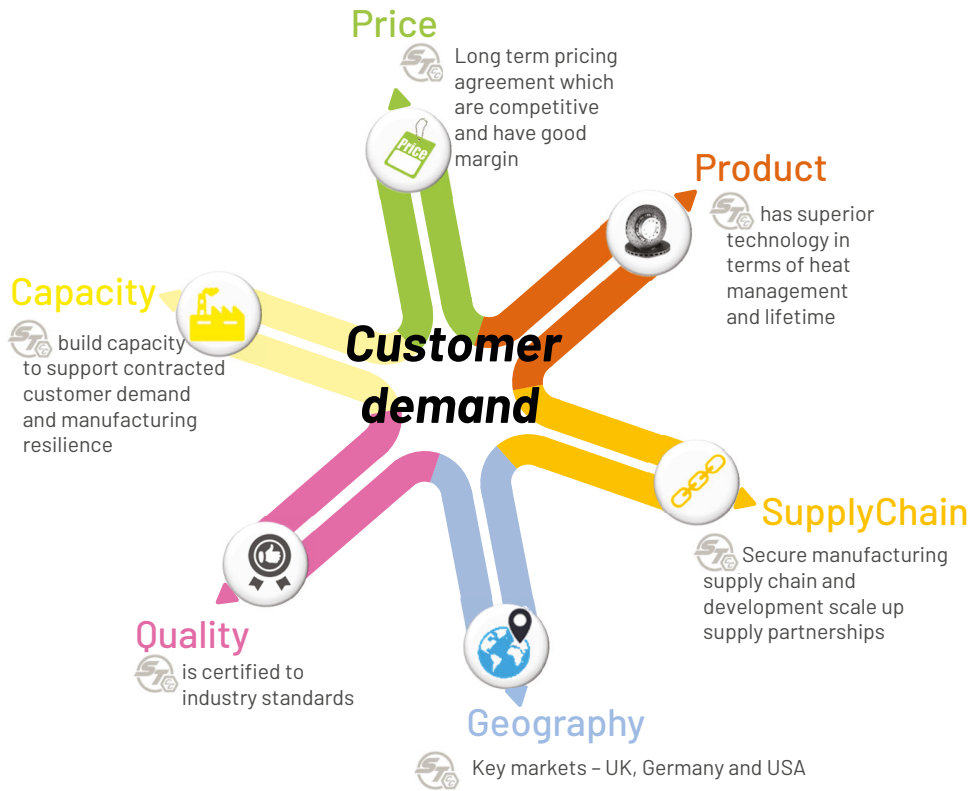 Price
Long term pricing
agreement which
are competitive
and have good
margin
Price
Product
has superior
technology in
terms of heat
management
and lifetime
Capacity
build capacity
to support contracted
customer demand
and manufacturing
resilience
Customer
demand
SupplyChain
Secure manufacturing
supply chain and
development scale up
supply partnerships
Quality
is certified to
industry standards
Geography
Key markets – UK, Germany and USA